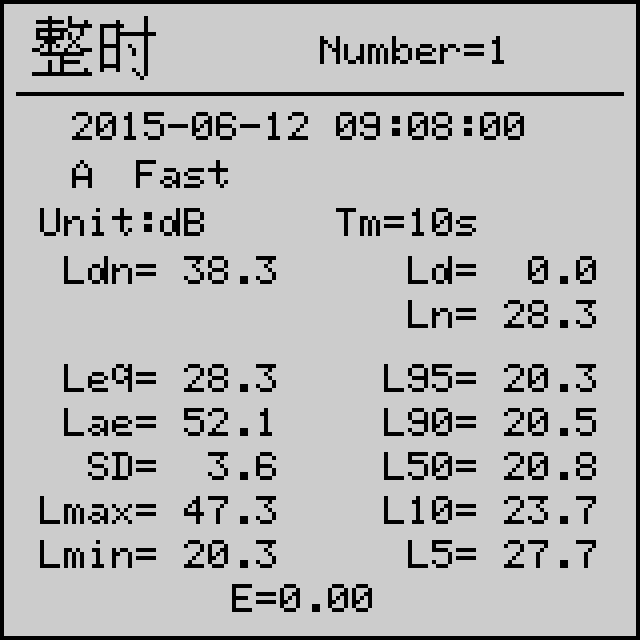 整时 Number=1
2015-06-12 09:08:00
A Fast
Unit:dB Tm=10s
Ldn= 38.3 Ld= 0.0
Ln= 28.3
Leq= 28.3 L95= 20.3
Lae= 52.1 L90= 20.5
SD= 3.6 L50= 20.8
Lmax= 47.3 L10= 23.7
Lmin= 20.3 L5= 27.7
E=0.00